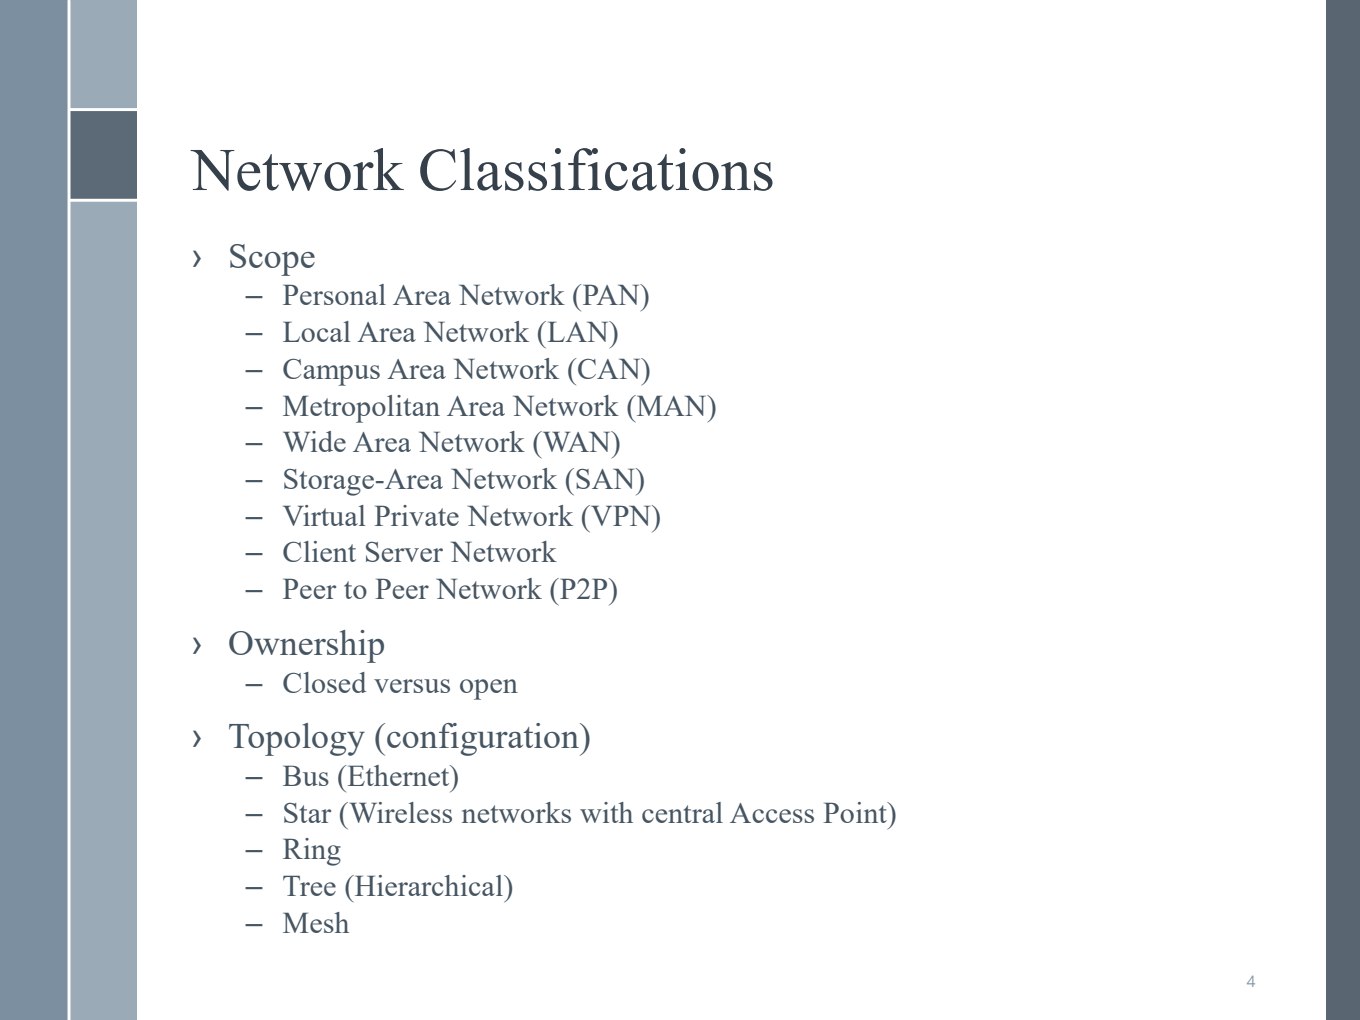 Network Classifications
› Scope
– Personal Area Network (PAN)
– Local Area Network (LAN)
– Campus Area Network (CAN)
– Metropolitan Area Network (MAN)
– Wide Area Network (WAN)
– Storage-Area Network (SAN)
– Virtual Private Network (VPN)
– Client Server Network
– Peer to Peer Network (P2P)
› Ownership
– Closed versus open
› Topology (configuration)
– Bus (Ethernet)
– Star (Wireless networks with central Access Point)
– Ring
– Tree (Hierarchical)
– Mesh
4